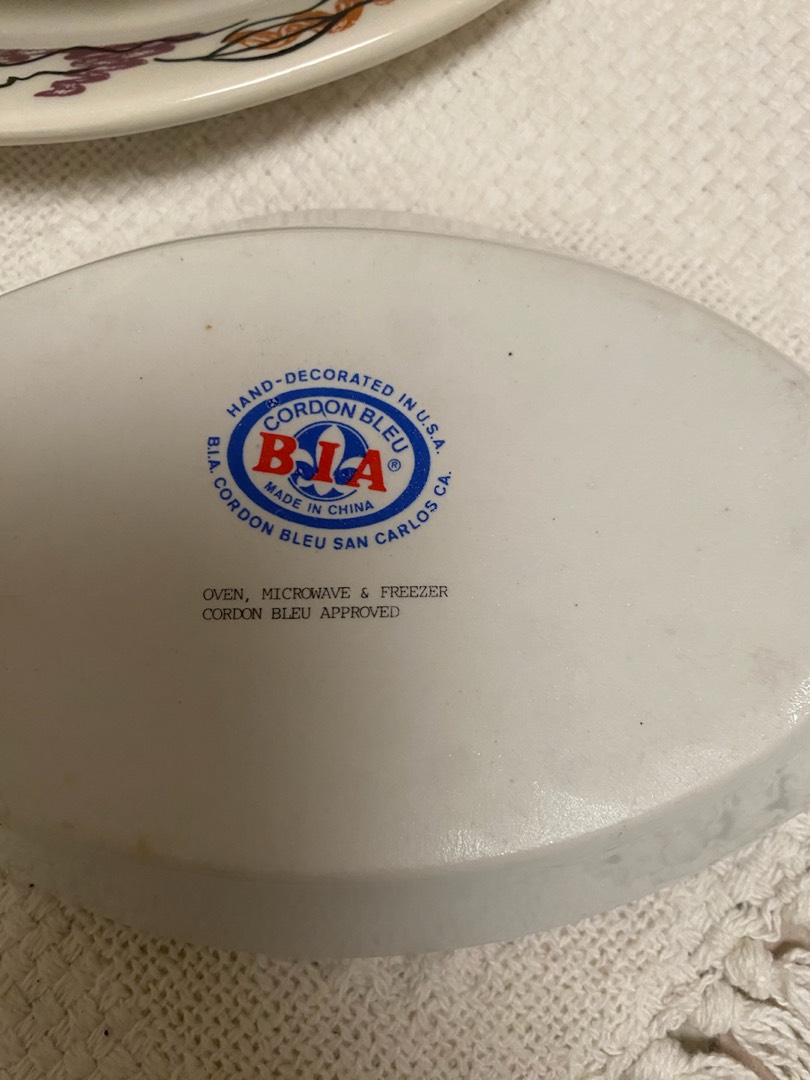 HAND-DECORATED IN U.S.A.
® CORDON BLEU
B.I.A ®
MADE IN CHINA
B.I.A. CORDON BLEU SAN CARLOS CA.
OVEN, MICROWAVE & FREEZER
CORDON BLEU APPROVED